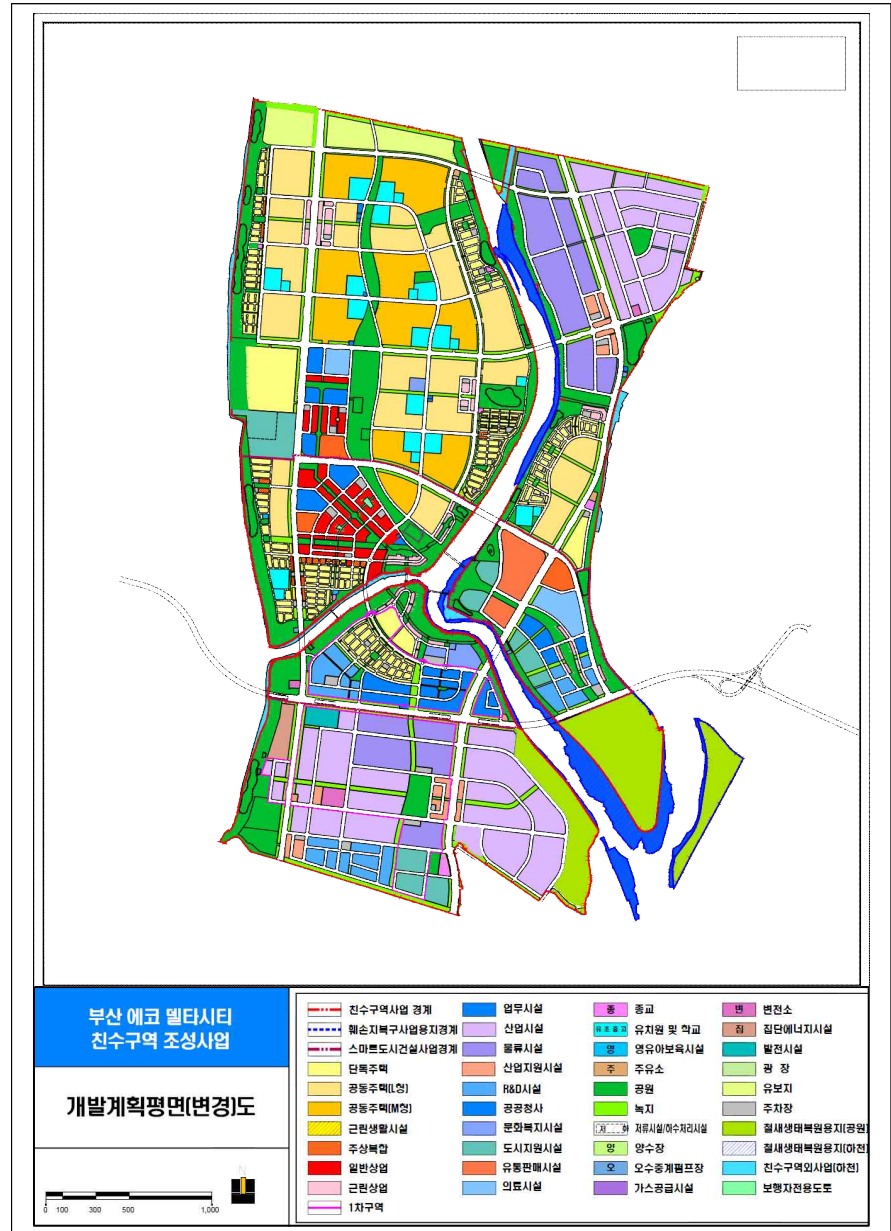 부산 에코 델타시티
친수구역 조성사업
개발계획평면(변경)도
N
0 100 300 500 1,000
친수구역사업 경계
훼손지복구사업용지경계
스마트도시건설사업경계
단독주택
공동주택(L형)
공동주택(M형)
근린생활시설
주상복합
일반상업
근린상업
1차구역
업무시설
산업시설
물류시설
산업지원시설
R&D시설
공공청사
문화복지시설
도시지원시설
유통판매시설
의료시설
종 종교
유초중고 유치원 및 학교
영 영유아보육시설
주 주유소
공원
녹지
저 하 저류시설/하수처리시설
양 양수장
오 오수중계펌프장
가스공급시설
변 변전소
집 집단에너지시설
발전시설
광 장
유보지
주차장
철새생태복원용지(공원)
철새생태복원용지(하천)
친수구역외사업(하천)
보행자전용도로